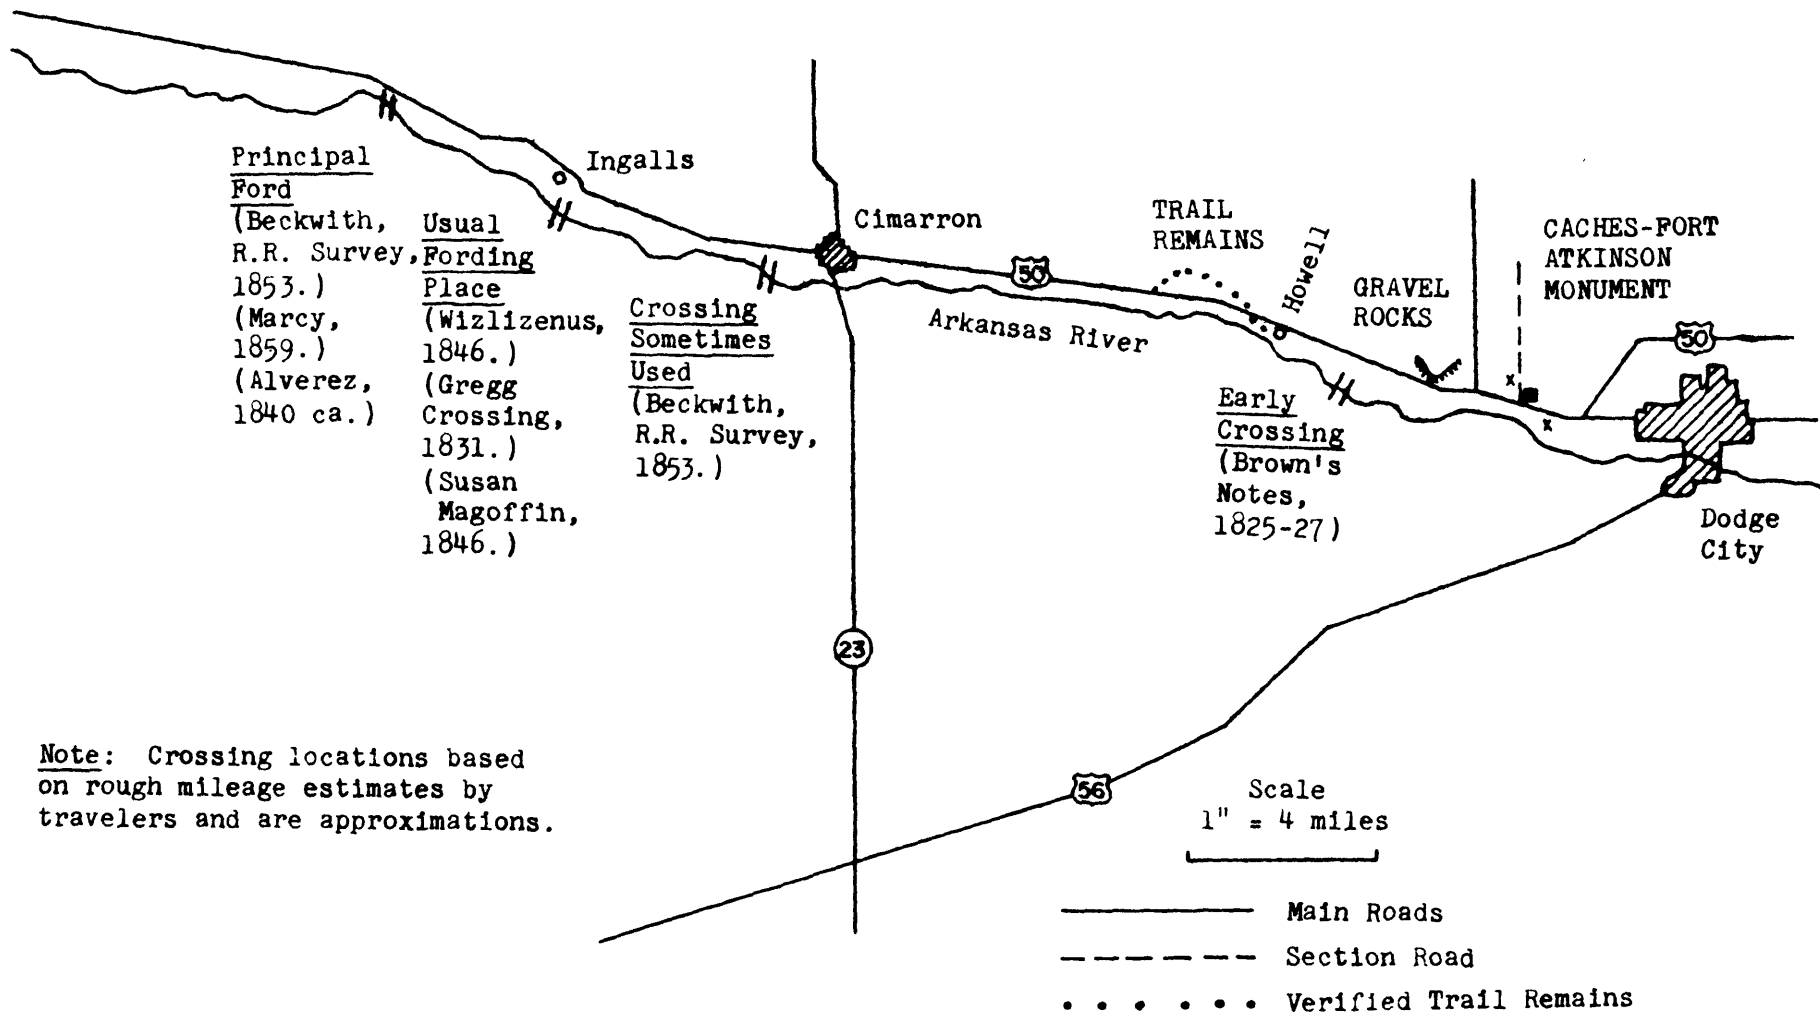 Principal
Ford
(Beckwith,
R.R. Survey,
1853.)
(Marcy,
1859.)
(Alverez,
1840 ca.)
Usual
Fording
Place
(Wizlizenus,
1846.)
(Gregg
Crossing,
1831.)
(Susan
Magoffin,
1846.)
Ingalls
Crossing
Sometimes
Used
(Beckwith,
R.R. Survey,
1853.)
Cimarron
50
Arkansas River
TRAIL
REMAINS
Howell
Early
Crossing
(Brown's
Notes,
1825-27)
GRAVEL
ROCKS
CACHES-FORT
ATKINSON
MONUMENT
50
Dodge
City
23
56
Note: Crossing locations based
on rough mileage estimates by
travelers and are approximations.
Scale
1" = 4 miles
Main Roads
Section Road
Verified Trail Remains